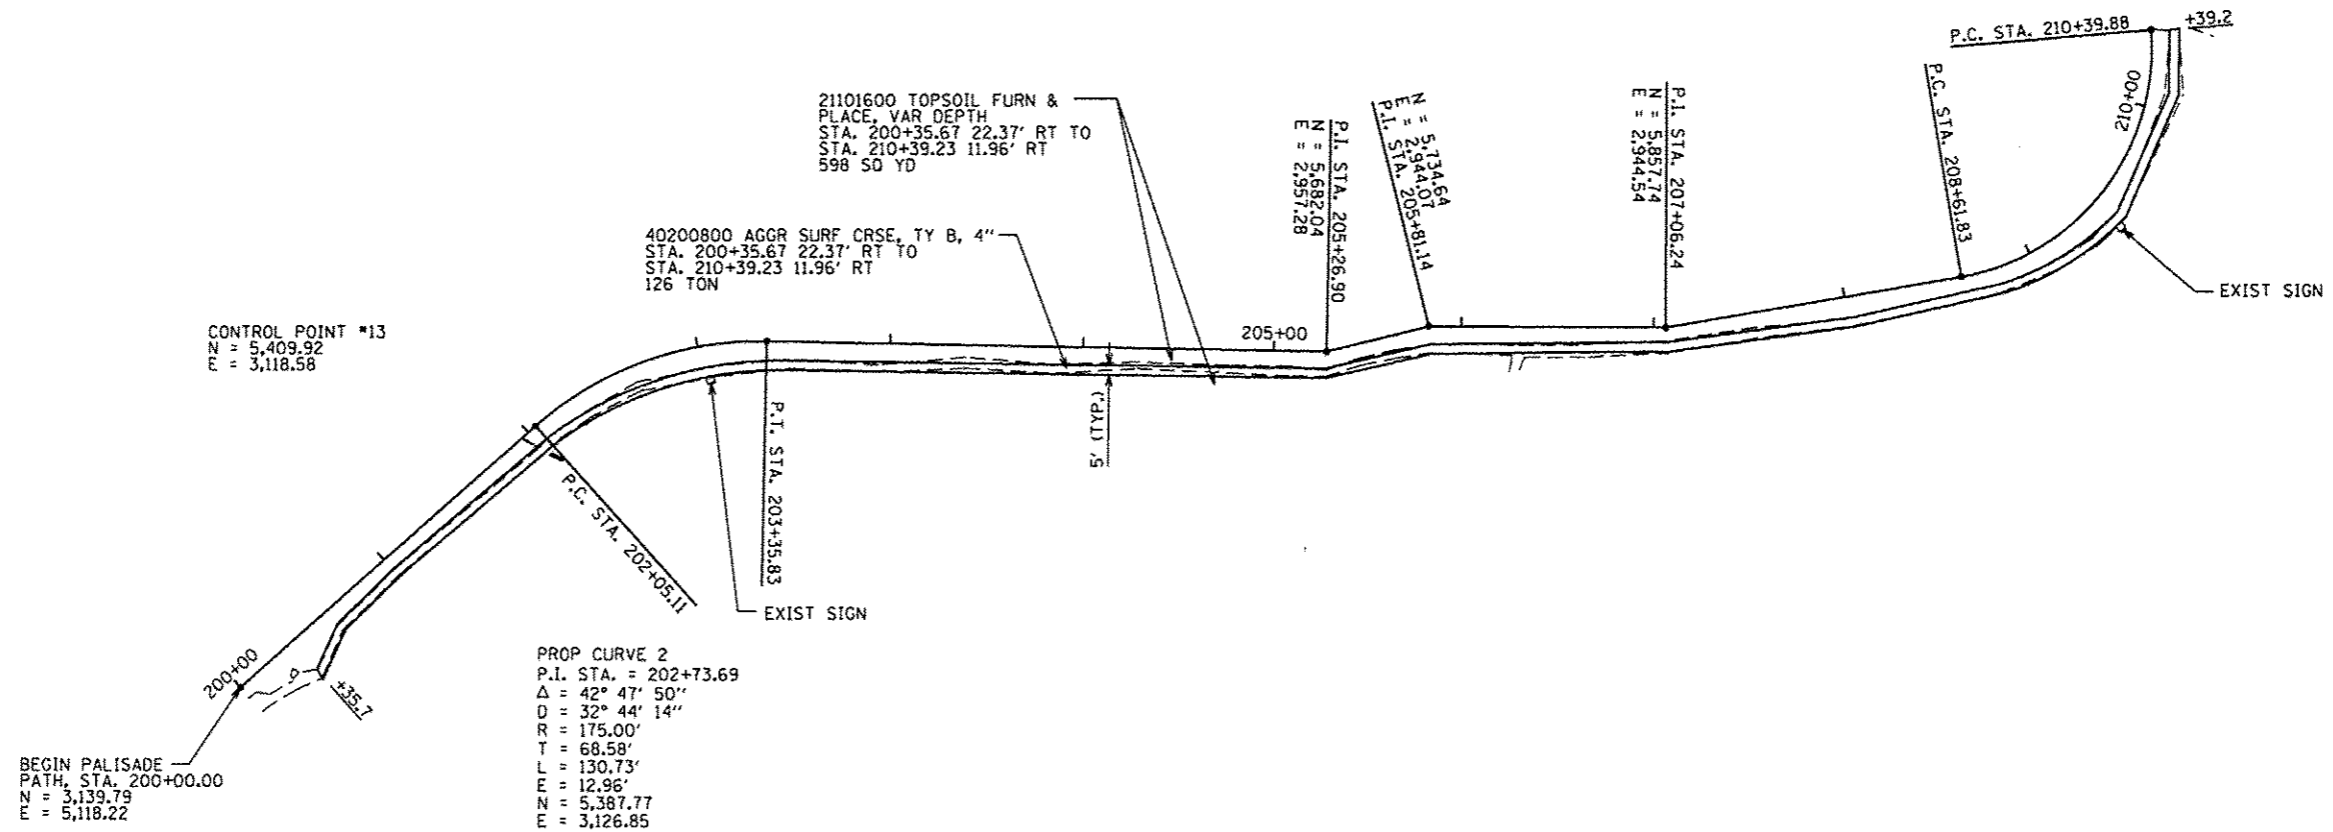 P.C. STA. 210+39.88
+39.2
P.C. STA. 208+61.83
210+00
21101600 TOPSOIL FURN &
PLACE, VAR DEPTH
STA. 200+35.67 22.37' RT TO
STA. 210+39.23 11.96' RT
598 SQ YD
P.I. STA. 205+26.90
N = 5,682.04
E = 2,957.28
N = 5,734.64
E = 2,944.07
P.I. STA. 205+81.14
P.I. STA. 207+06.24
N = 5,857.74
E = 2,944.54
40200800 AGGR SURF CRSE, TY B, 4"
STA. 200+35.67 22.37' RT TO
STA. 210+39.23 11.96' RT
126 TON
EXIST SIGN
CONTROL POINT #13
N = 5,409.92
E = 3,118.58
205+00
5' (TYP.)
P.T. STA. 203+35.83
P.C. STA. 202+05.11
EXIST SIGN
200+00
+35.7
PROP CURVE 2
P.I. STA. = 202+73.69
Δ = 42° 47' 50"
D = 32° 44' 14"
R = 175.00'
T = 68.58'
L = 130.73'
E = 12.96'
N = 5,387.77
E = 3,126.85
BEGIN PALISADE
PATH, STA. 200+00.00
N = 3,139.79
E = 5,118.22